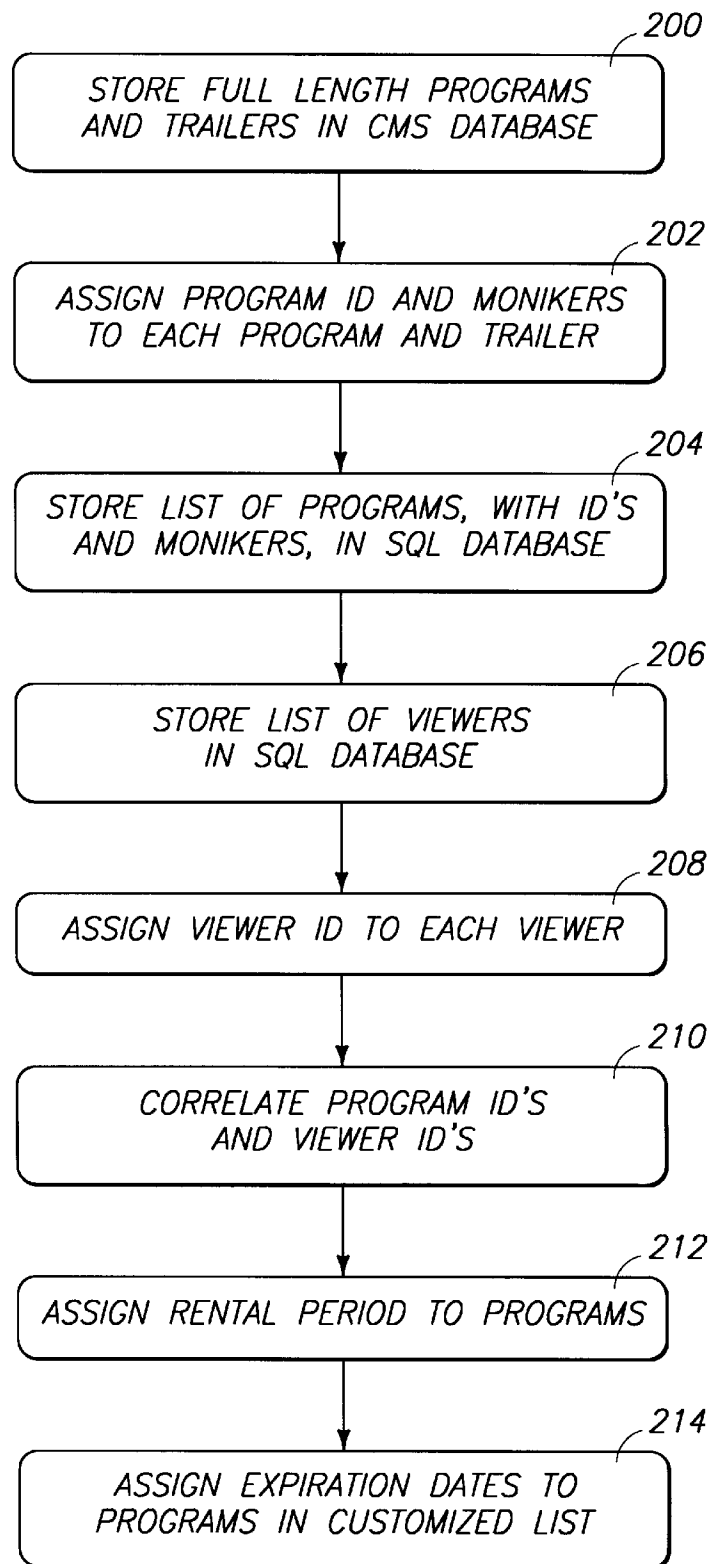 200
STORE FULL LENGTH PROGRAMS
AND TRAILERS IN CMS DATABASE
202
ASSIGN PROGRAM ID AND MONIKERS
TO EACH PROGRAM AND TRAILER
204
STORE LIST OF PROGRAMS, WITH ID'S
AND MONIKERS, IN SQL DATABASE
206
STORE LIST OF VIEWERS
IN SQL DATABASE
208
ASSIGN VIEWER ID TO EACH VIEWER
210
CORRELATE PROGRAM ID'S
AND VIEWER ID'S
212
ASSIGN RENTAL PERIOD TO PROGRAMS
214
ASSIGN EXPIRATION DATES TO
PROGRAMS IN CUSTOMIZED LIST